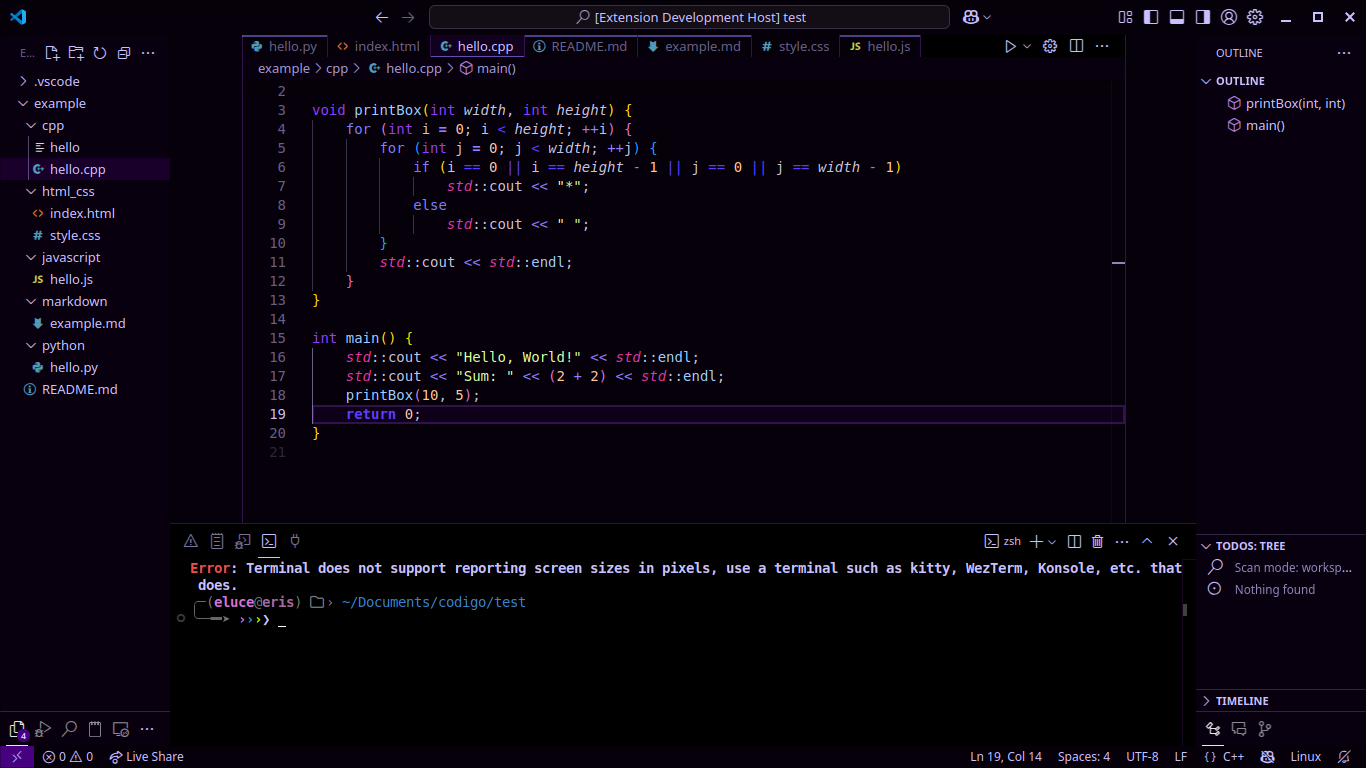 [Extension Development Host] test
E...
.vscode
example
cpp
hello
hello.cpp
html_css
index.html
style.css
javascript
JS hello.js
markdown
example.md
python
hello.py
README.md
hello.py index.html hello.cpp README.md example.md style.css JS hello.js
example > cpp > hello.cpp > main()
2
3 void printBox(int width, int height) {
4 for (int i = 0; i < height; ++i) {
5 for (int j = 0; j < width; ++j) {
6 if (i == 0 || i == height - 1 || j == 0 || j == width - 1)
7 std::cout << "*";
8 else
9 std::cout << " ";
10 }
11 std::cout << std::endl;
12 }
13 }
14
15 int main() {
16 std::cout << "Hello, World!" << std::endl;
17 std::cout << "Sum: " << (2 + 2) << std::endl;
18 printBox(10, 5);
19 return 0;
20 }
21
zsh
Error: Terminal does not support reporting screen sizes in pixels, use a terminal such as kitty, WezTerm, Konsole, etc. that
does.
(eluce@eris) › ~/Documents/codigo/test
›››❯ _
OUTLINE
OUTLINE
printBox(int, int)
main()
TODOS: TREE
Scan mode: worksp...
Nothing found
TIMELINE
4
0 0 Live Share
Ln 19, Col 14 Spaces: 4 UTF-8 LF {} C++ Linux